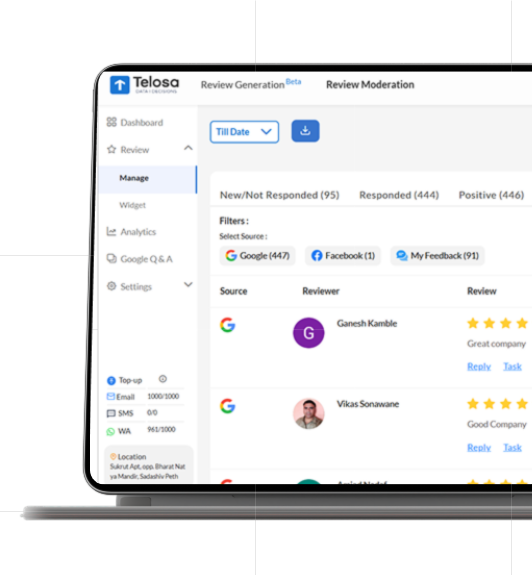 Telosa
DATA | DECISIONS
Review Generation Beta
Review Moderation
Dashboard
Review
Manage
Widget
Analytics
Google Q & A
Settings
Top-up
Email 1000/1000
SMS 0/0
WA 961/1000
Location
Sukrut Apt, opp. Bharat Nat
ya Mandir, Sadashiv Peth
Till Date
New/Not Responded (95) Responded (444) Positive (446)
Filters :
Select Source :
Google (447) Facebook (1) My Feedback (91)
Source Reviewer Review
G Ganesh Kamble
Great company
Reply Task
Vikas Sonawane
Good Company
Reply Task